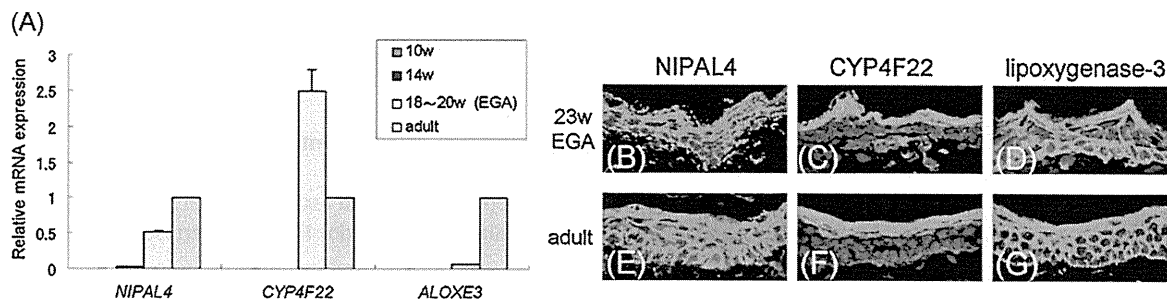 (A)
Relative mRNA expression
3
2.5
2
1.5
1
0.5
0
10w
14w
18~20w (EGA)
adult
NIPAL4
CYP4F22
ALOXE3
NIPAL4
CYP4F22
lipoxygenase-3
23w
EGA
(B)
(C)
(D)
adult
(E)
(F)
(G)